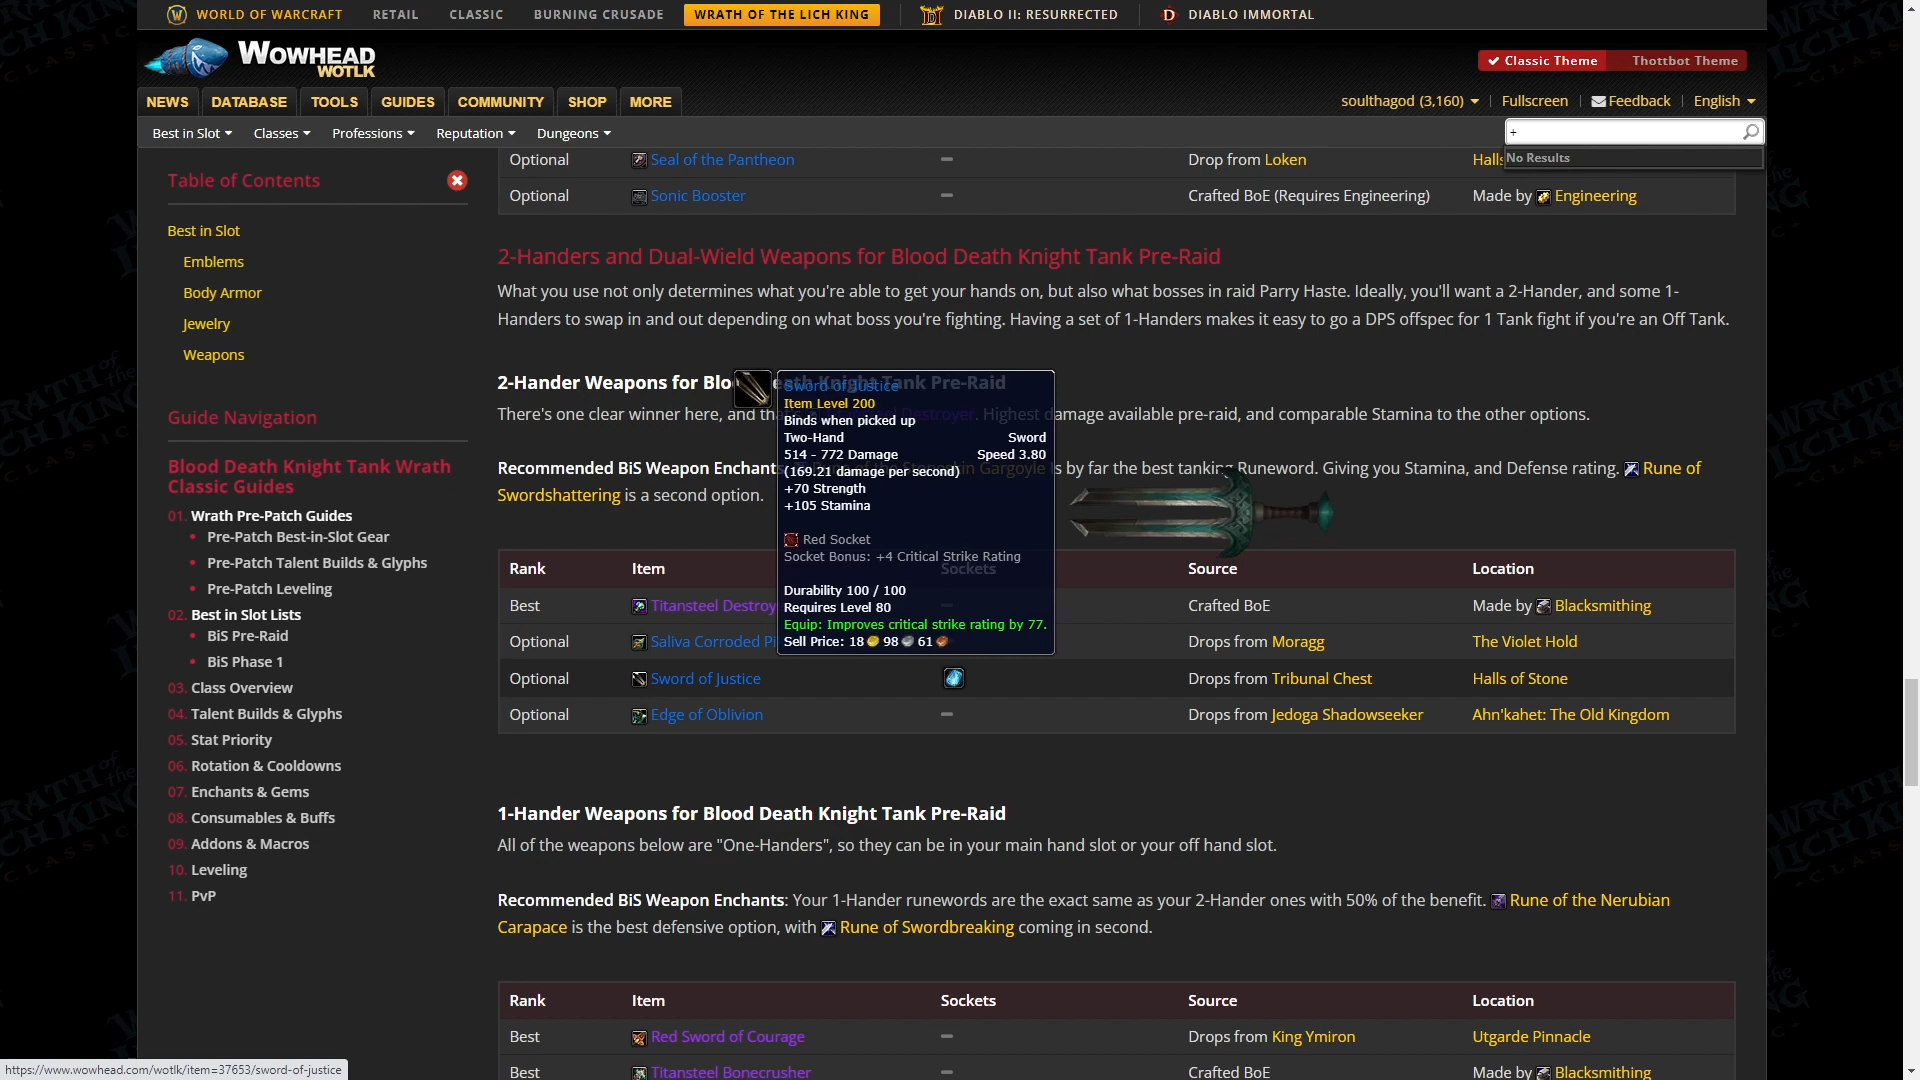 WORLD OF WARCRAFT RETAIL CLASSIC BURNING CRUSADE WRATH OF THE LICH KING DIABLO II: RESURRECTED DIABLO IMMORTAL
WOWHEAD
WOTLK
Classic Theme Thottbot Theme
NEWS DATABASE TOOLS GUIDES COMMUNITY SHOP MORE
soulthagod (3,160) Fullscreen Feedback English
Best in Slot Classes Professions Reputation Dungeons
+
No Results
Table of Contents
Best in Slot
Emblems
Body Armor
Jewelry
Weapons
Guide Navigation
Blood Death Knight Tank Wrath
Classic Guides
01. Wrath Pre-Patch Guides
• Pre-Patch Best-in-Slot Gear
• Pre-Patch Talent Builds & Glyphs
• Pre-Patch Leveling
02. Best in Slot Lists
• BiS Pre-Raid
• BiS Phase 1
03. Class Overview
04. Talent Builds & Glyphs
05. Stat Priority
06. Rotation & Cooldowns
07. Enchants & Gems
08. Consumables & Buffs
09. Addons & Macros
10. Leveling
11. PvP
Optional Seal of the Pantheon – Drop from Loken Halls
Optional Sonic Booster – Crafted BoE (Requires Engineering) Made by Engineering
2-Handers and Dual-Wield Weapons for Blood Death Knight Tank Pre-Raid
What you use not only determines what you're able to get your hands on, but also what bosses in raid Parry Haste. Ideally, you'll want a 2-Hander, and some 1-
Handers to swap in and out depending on what boss you're fighting. Having a set of 1-Handers makes it easy to go a DPS offspec for 1 Tank fight if you're an Off Tank.
2-Hander Weapons for Blo ath Knight Tank Pre-Raid
There's one clear winner here, and tha Destroyer. Highest damage available pre-raid, and comparable Stamina to the other options.
Recommended BiS Weapon Enchants Gargoyle is by far the best tanking Runeword. Giving you Stamina, and Defense rating. Rune of
Swordshattering is a second option.
Sword of Justice
Item Level 200
Binds when picked up
Two-Hand Sword
514 - 772 Damage Speed 3.80
(169.21 damage per second)
+70 Strength
+105 Stamina
Red Socket
Socket Bonus: +4 Critical Strike Rating
Durability 100 / 100
Requires Level 80
Equip: Improves critical strike rating by 77.
Sell Price: 18 98 61
Rank Item Sockets Source Location
Best Titansteel Destroy – Crafted BoE Made by Blacksmithing
Optional Saliva Corroded Pi Drops from Moragg The Violet Hold
Optional Sword of Justice Drops from Tribunal Chest Halls of Stone
Optional Edge of Oblivion – Drops from Jedoga Shadowseeker Ahn'kahet: The Old Kingdom
1-Hander Weapons for Blood Death Knight Tank Pre-Raid
All of the weapons below are "One-Handers", so they can be in your main hand slot or your off hand slot.
Recommended BiS Weapon Enchants: Your 1-Hander runewords are the exact same as your 2-Hander ones with 50% of the benefit. Rune of the Nerubian
Carapace is the best defensive option, with Rune of Swordbreaking coming in second.
Rank Item Sockets Source Location
Best Red Sword of Courage – Drops from King Ymiron Utgarde Pinnacle
Best Titansteel Bonecrusher – Crafted BoE Made by Blacksmithing
https://www.wowhead.com/wotlk/item=37653/sword-of-justice